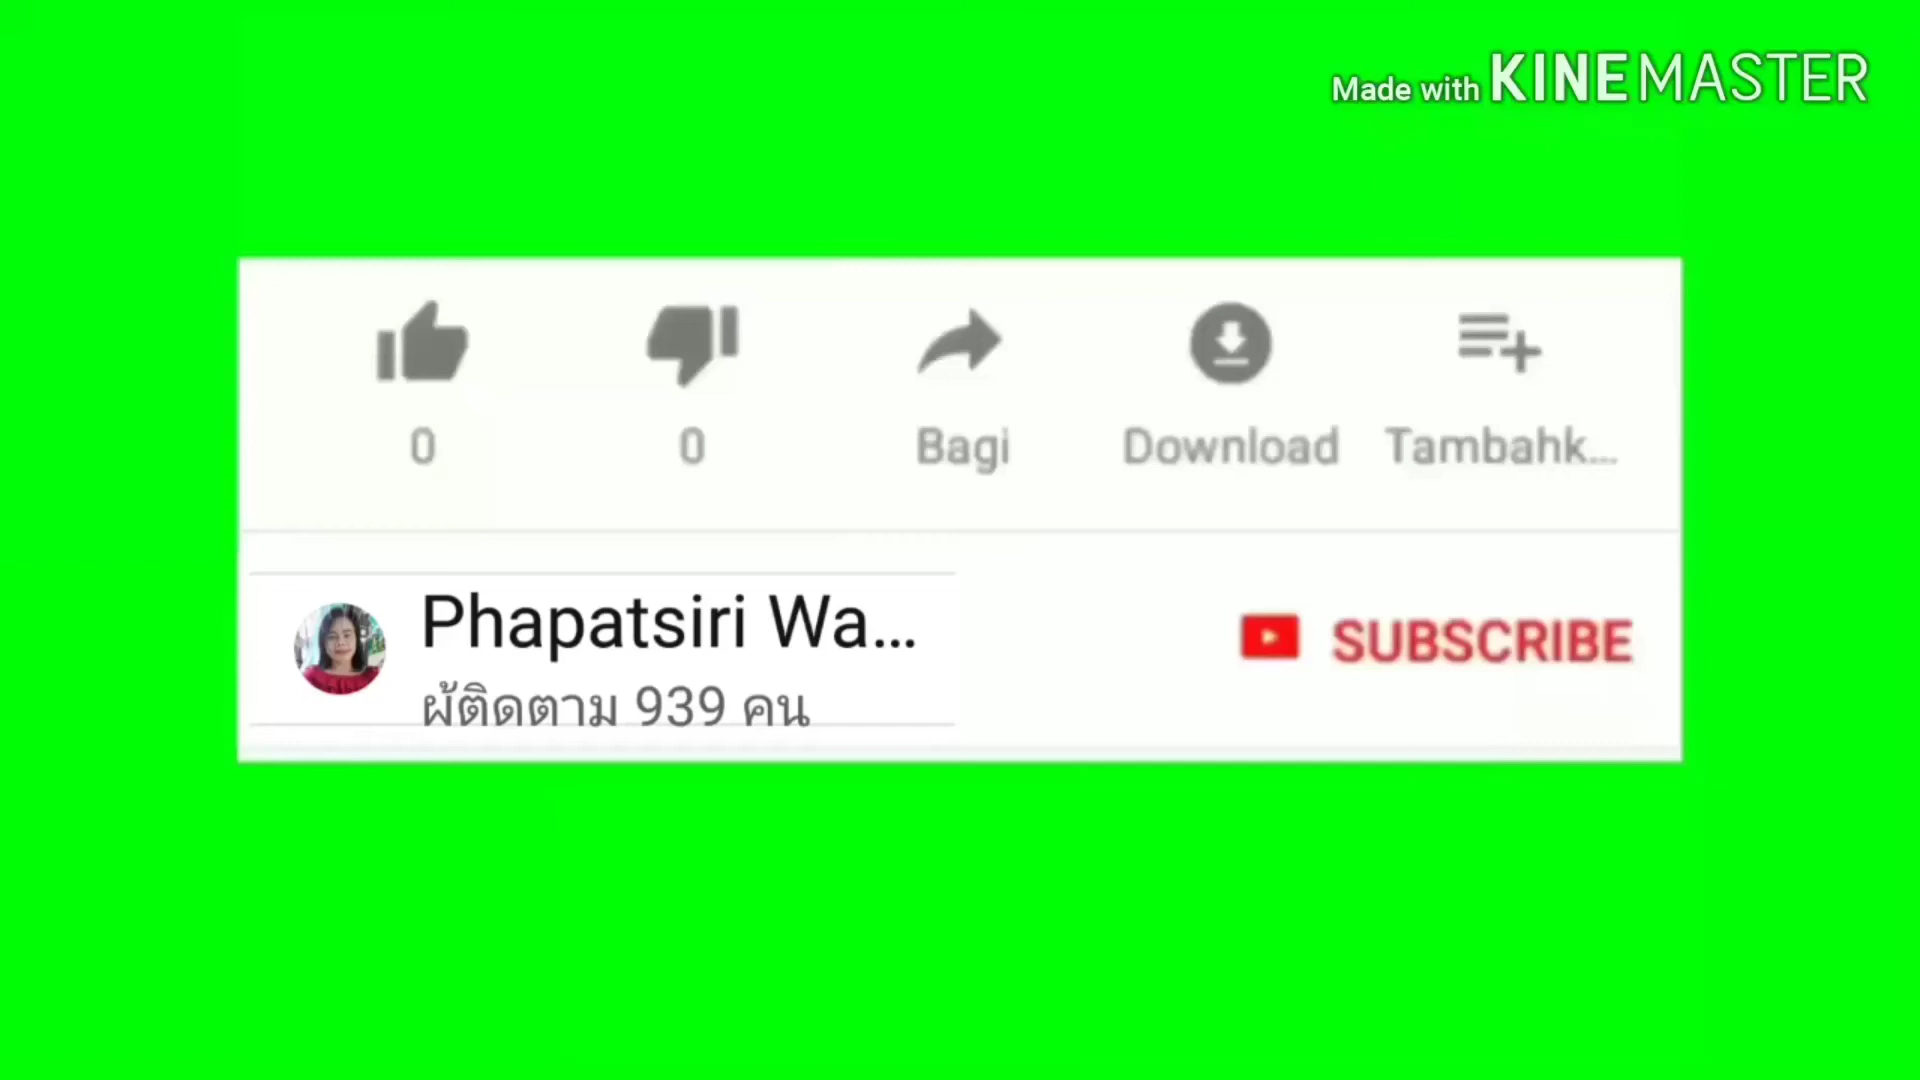 Made with KINEMASTER
0 0 Bagi Download Tambahk...
Phapatsiri Wa...
SUBSCRIBE
ผู้ติดตาม 939 คน